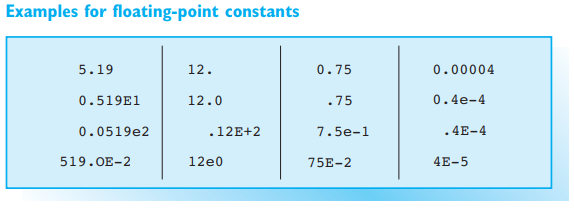 Examples for floating-point constants
5.19 12. 0.75 0.00004
0.519E1 12.0 .75 0.4e-4
0.0519e2 .12E+2 7.5e-1 .4E-4
519.OE-2 12e0 75E-2 4E-5